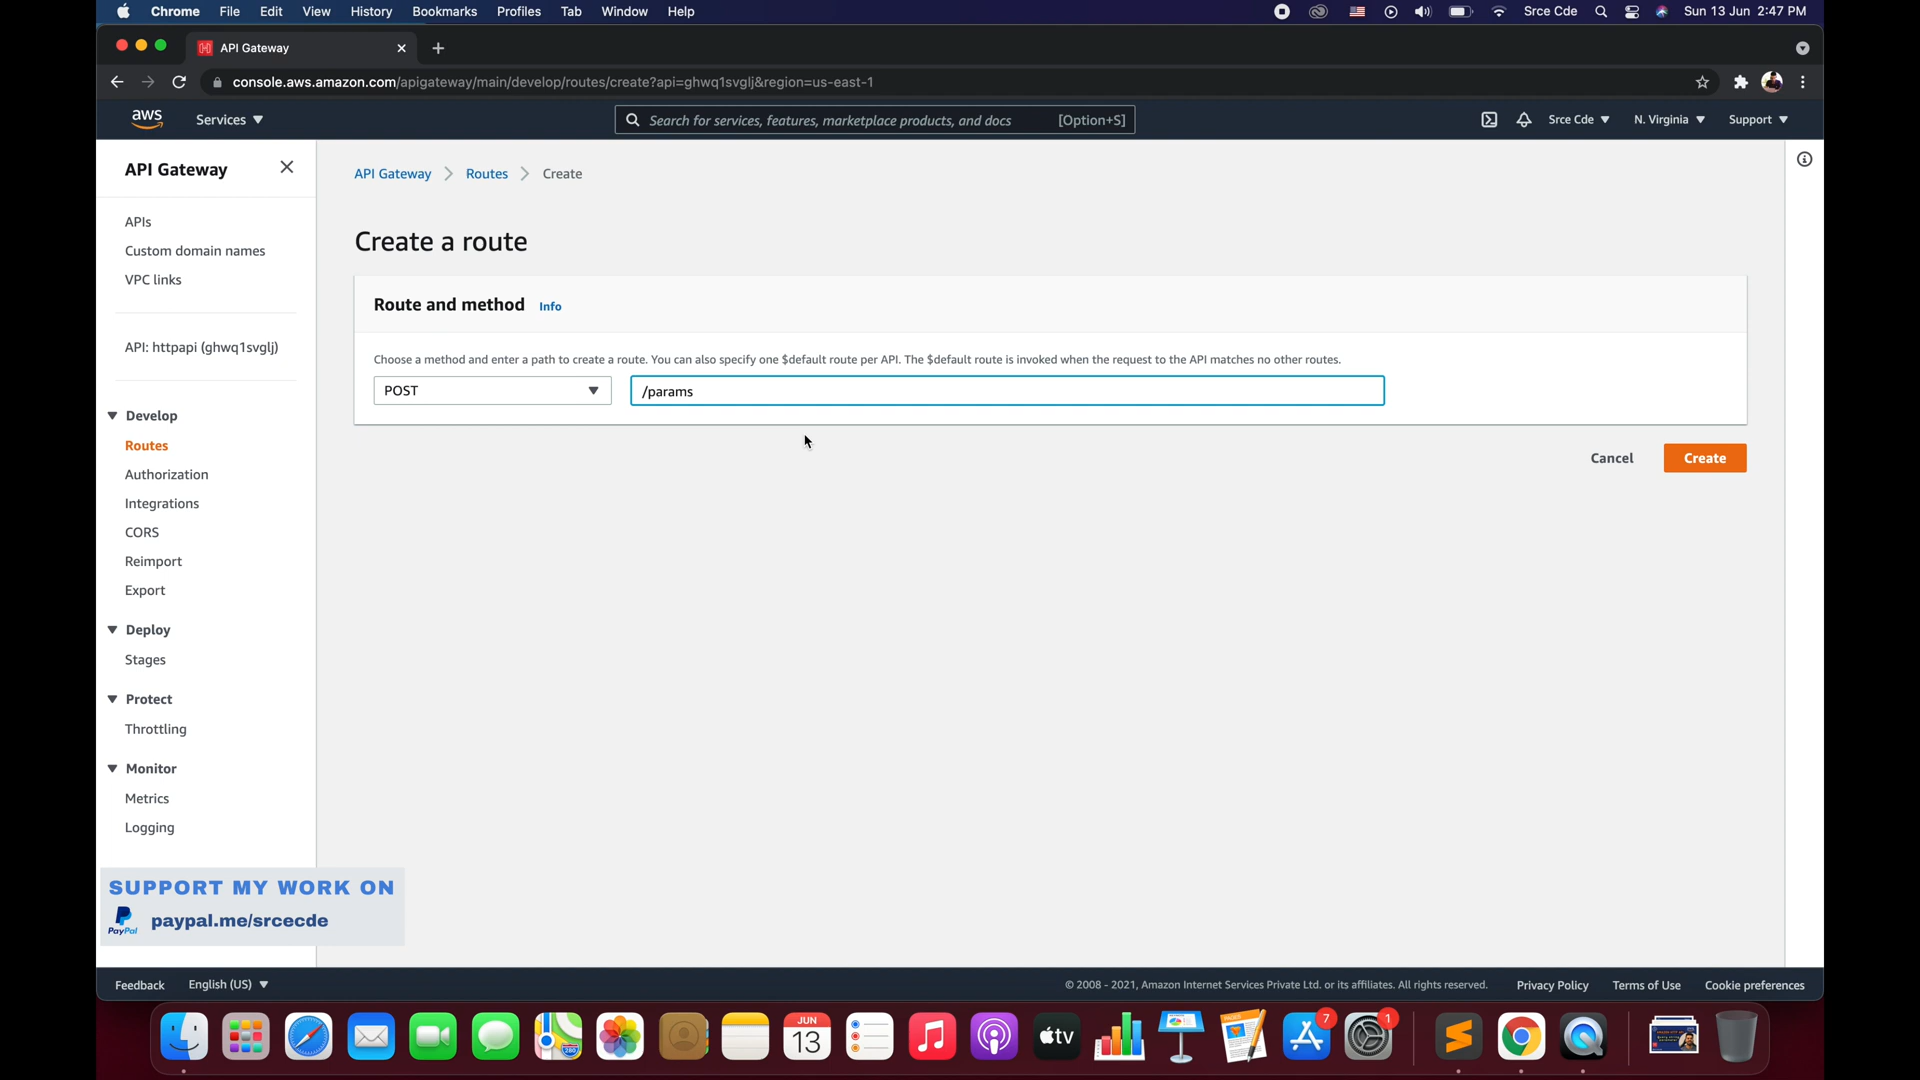 Chrome File Edit View History Bookmarks Profiles Tab Window Help Srce Cde Sun 13 Jun 2:47 PM
API Gateway
console.aws.amazon.com/apigateway/main/develop/routes/create?api=ghwq1svglj&region=us-east-1
aws Services Search for services, features, marketplace products, and docs [Option+S] Srce Cde N. Virginia Support
API Gateway
APIs
Custom domain names
VPC links
API: httpapi (ghwq1svglj)
Develop
Routes
Authorization
Integrations
CORS
Reimport
Export
Deploy
Stages
Protect
Throttling
Monitor
Metrics
Logging
API Gateway Routes Create
Create a route
Route and method Info
Choose a method and enter a path to create a route. You can also specify one $default route per API. The $default route is invoked when the request to the API matches no other routes.
POST /params
Cancel Create
SUPPORT MY WORK ON
PayPal paypal.me/srcecde
Feedback English (US) © 2008 - 2021, Amazon Internet Services Private Ltd. or its affiliates. All rights reserved. Privacy Policy Terms of Use Cookie preferences
JUN
13
280
tv
7
1